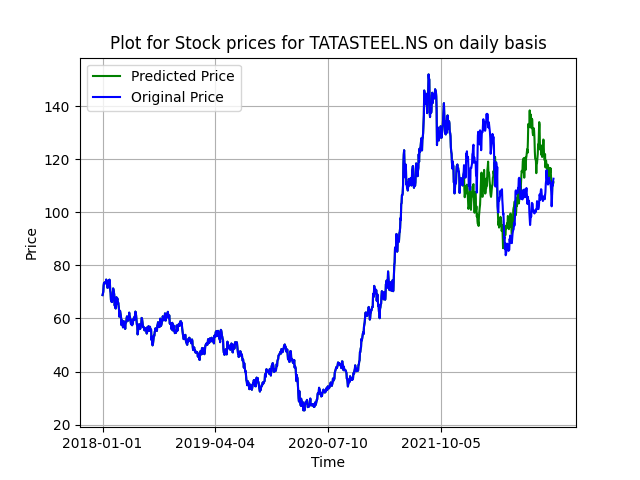 Plot for Stock prices for TATASTEEL.NS on daily basis
Predicted Price
Original Price
140
120
100
80
60
40
20
Price
2018-01-01 2019-04-04 2020-07-10 2021-10-05
Time